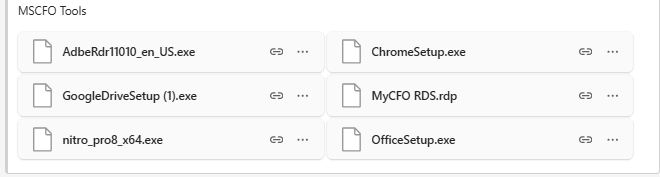 MSCFO Tools
AdbeRdr11010_en_US.exe
ChromeSetup.exe
GoogleDriveSetup (1).exe
MyCFO RDS.rdp
nitro_pro8_x64.exe
OfficeSetup.exe